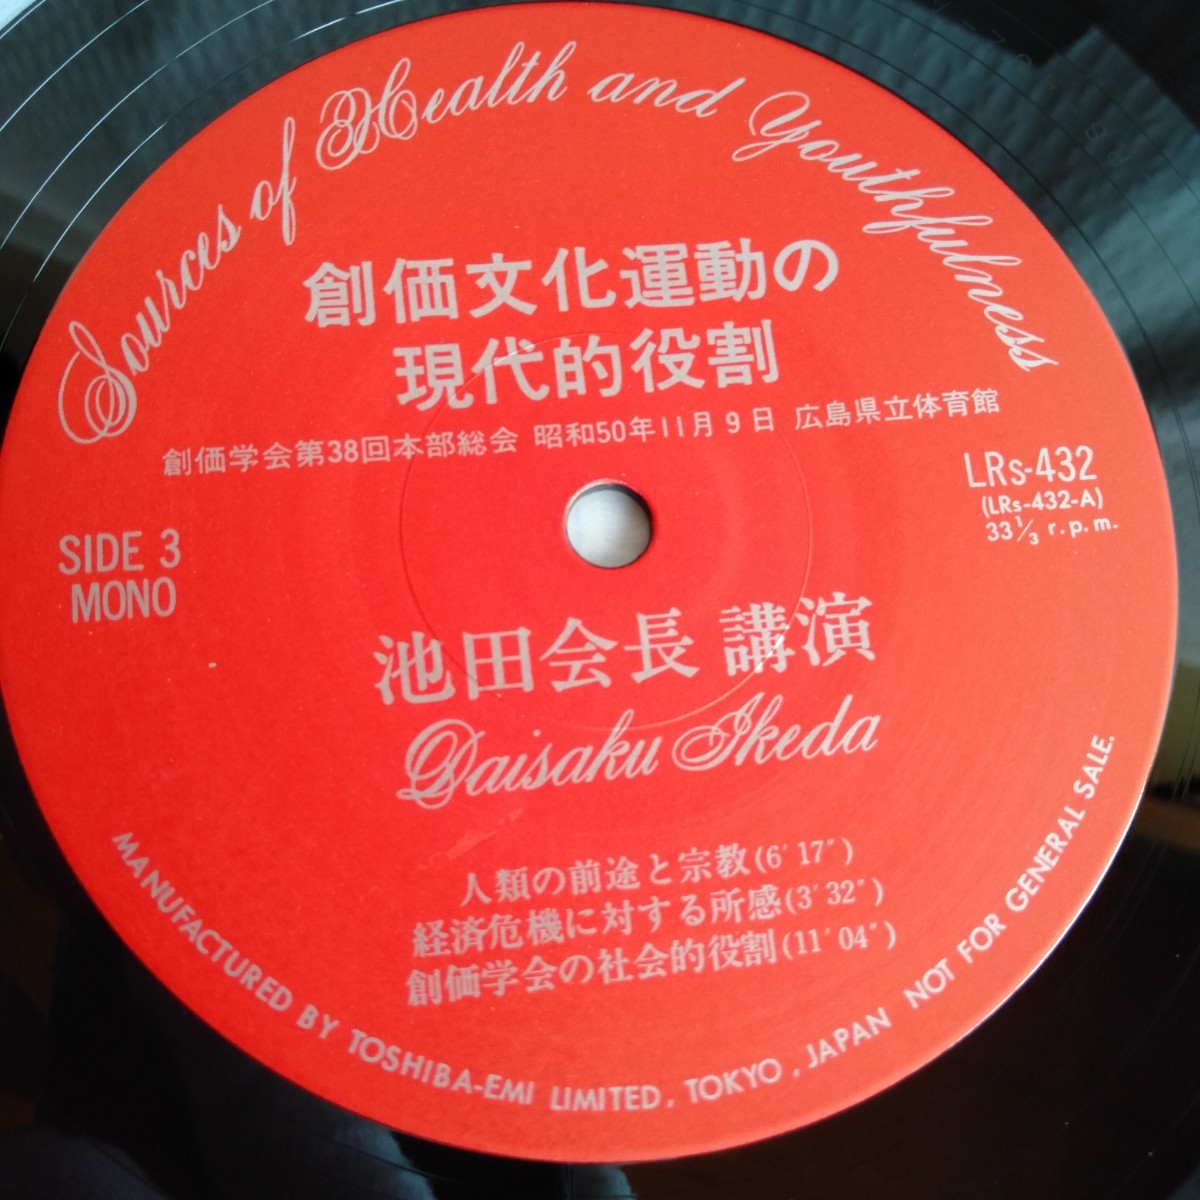 Sources of Health and Youthfulness
創価文化運動の
現代的役割
創価学会第38回本部総会 昭和50年11月9日 広島県立体育館
LRs-432
(LRs-432-A)
33⅓ r.p.m.
SIDE 3
MONO
池田会長 講演
Daisaku Ikeda
人類の前途と宗教(6′17″)
経済危機に対する所感(3′32″)
創価学会の社会的役割(11′04″)
MANUFACTURED BY TOSHIBA-EMI LIMITED, TOKYO, JAPAN NOT FOR GENERAL SALE.